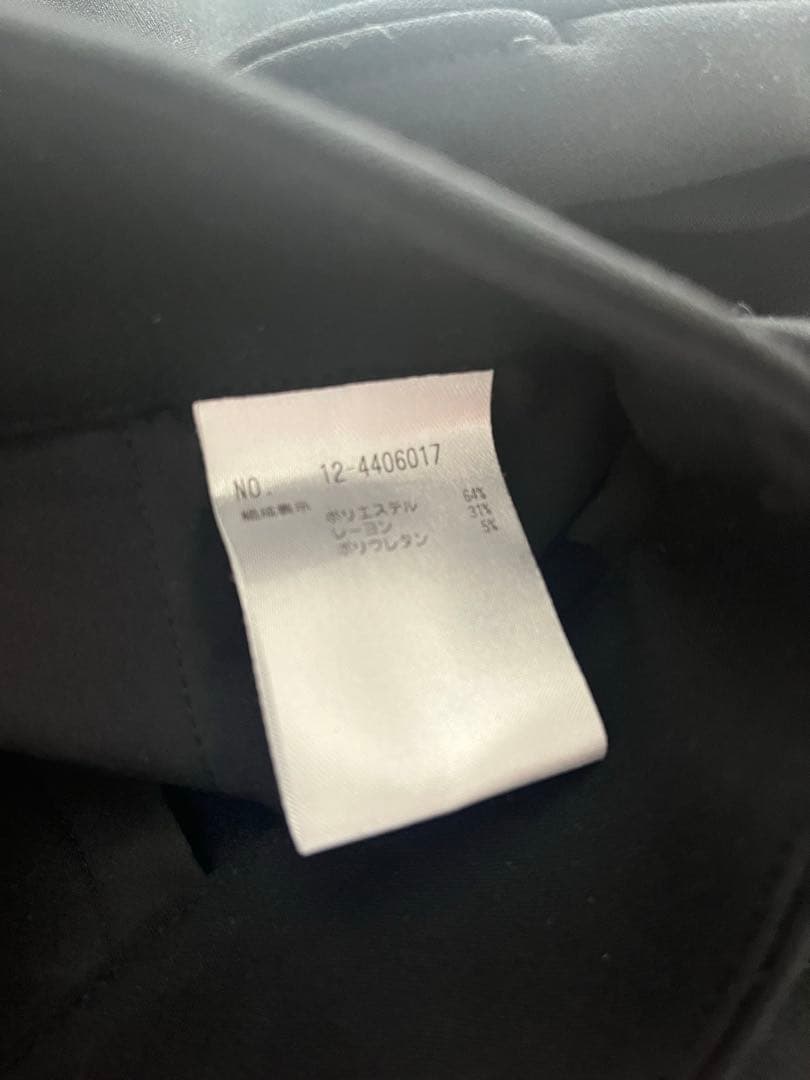 NO. 12-4406017
組成表示 ポリエステル 64%
レーヨン 31%
ポリウレタン 5%